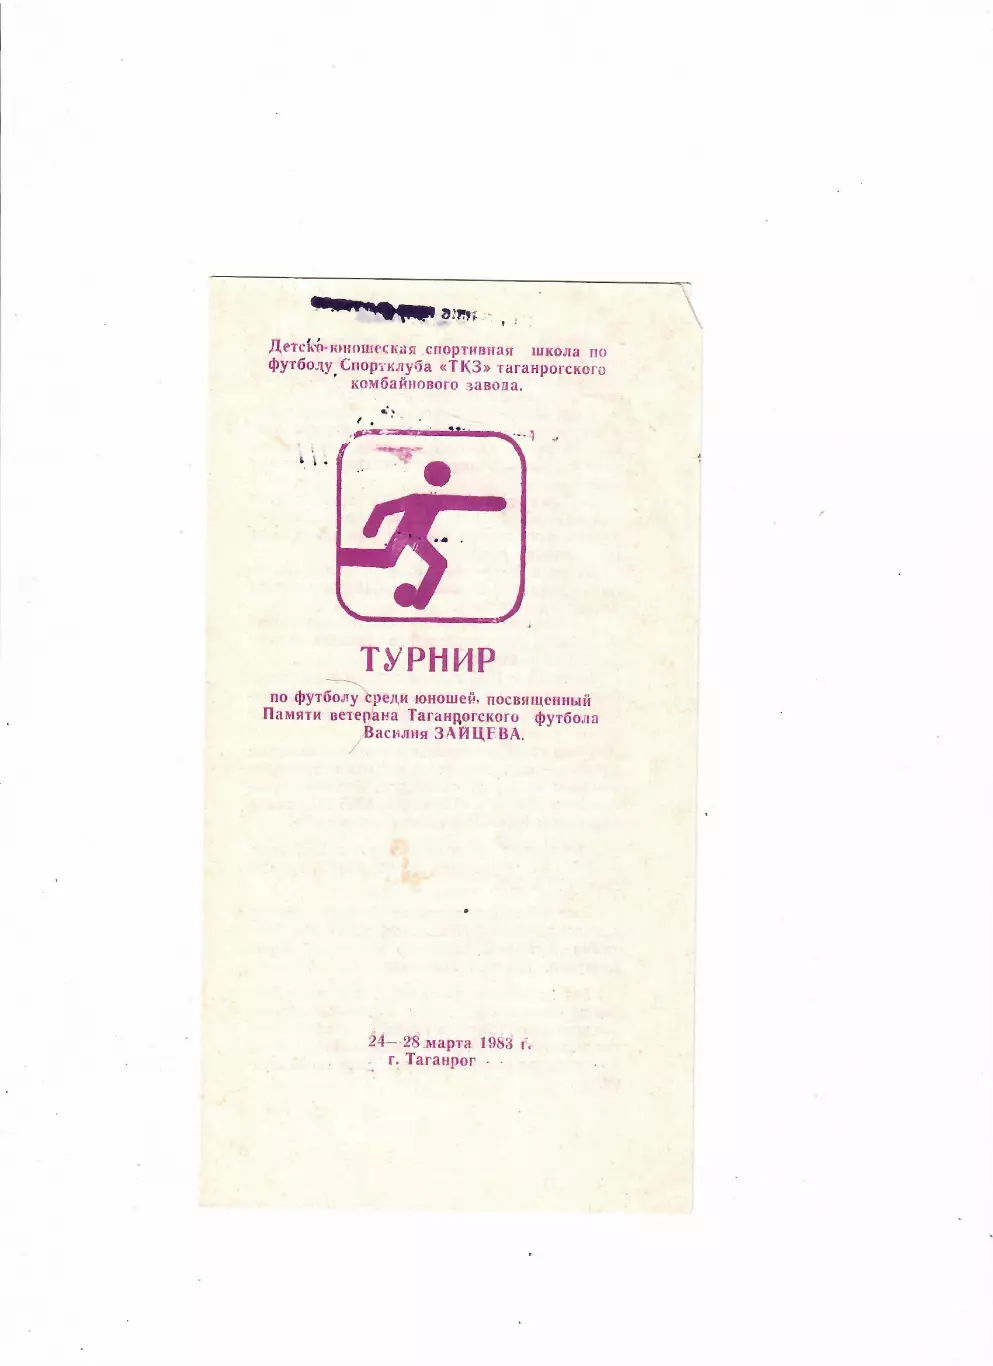 Детско-юношеская спортивная школа по
футболу Спортклуба «ТКЗ» таганрогского
комбайнового завода.
ТУРНИР
по футболу среди юношей, посвященный
Памяти ветерана Таганрогского футбола
Василия ЗАЙЦЕВА.
24—28 марта 1983 г.
г. Таганрог